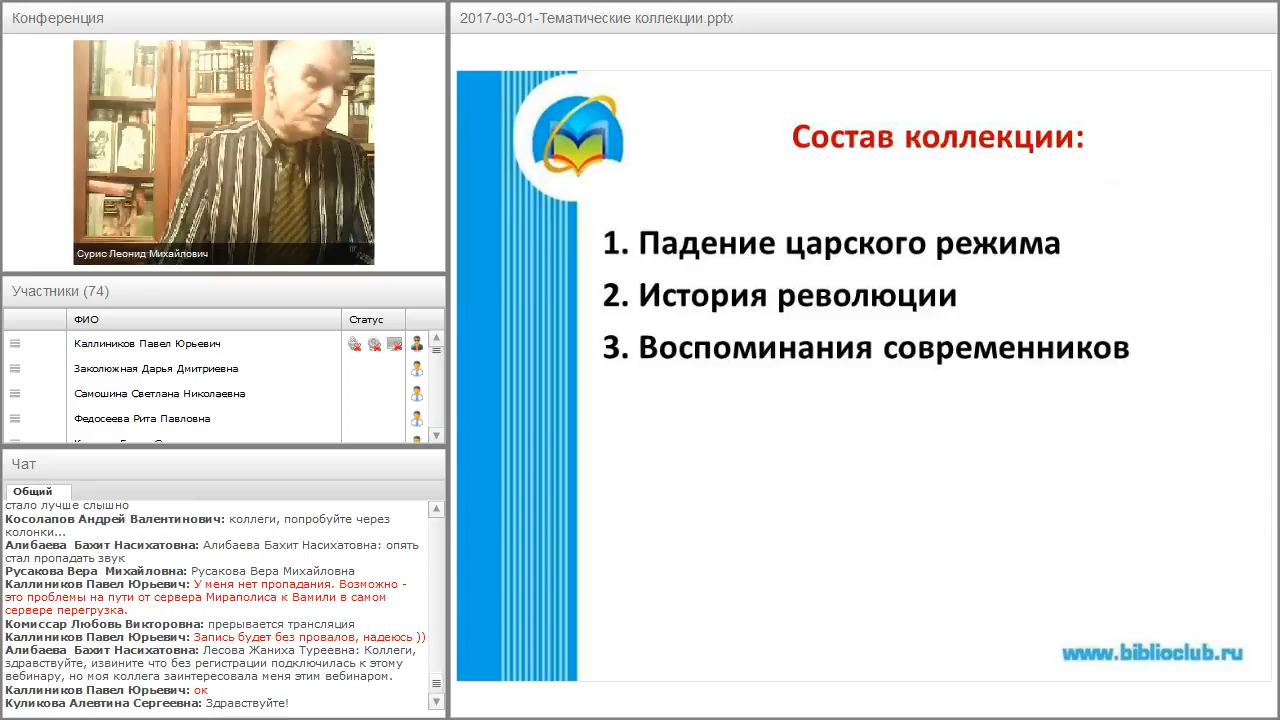 Конференция
Сурис Леонид Михайлович
Участники (74)
ФИО
Статус
Каллиников Павел Юрьевич
Заколюжная Дарья Дмитриевна
Самошина Светлана Николаевна
Федосеева Рита Павловна
Чат
Общий
стало лучше слышно
Косолапов Андрей Валентинович: коллеги, попробуйте через
колонки...
Алибаева Бахит Насихатовна: Алибаева Бахит Насихатовна: опять
стал пропадать звук
Русакова Вера Михайловна: Русакова Вера Михайловна
Каллиников Павел Юрьевич: У меня нет пропадания. Возможно -
это проблемы на пути от сервера Мираполиса к Вамили в самом
сервере перегрузка.
Комиссар Любовь Викторовна: прерывается трансляция
Каллиников Павел Юрьевич: Запись будет без провалов, надеюсь ))
Алибаева Бахит Насихатовна: Лесова Жаниха Туреевна: Коллеги,
здравствуйте, извините что без регистрации подключилась к этому
вебинару, но моя коллега заинтересовала меня этим вебинаром.
Каллиников Павел Юрьевич: ок
Куликова Алевтина Сергеевна: Здравствуйте!
2017-03-01-Тематические коллекции.pptx
Состав коллекции:
1. Падение царского режима
2. История революции
3. Воспоминания современников
www.biblioclub.ru